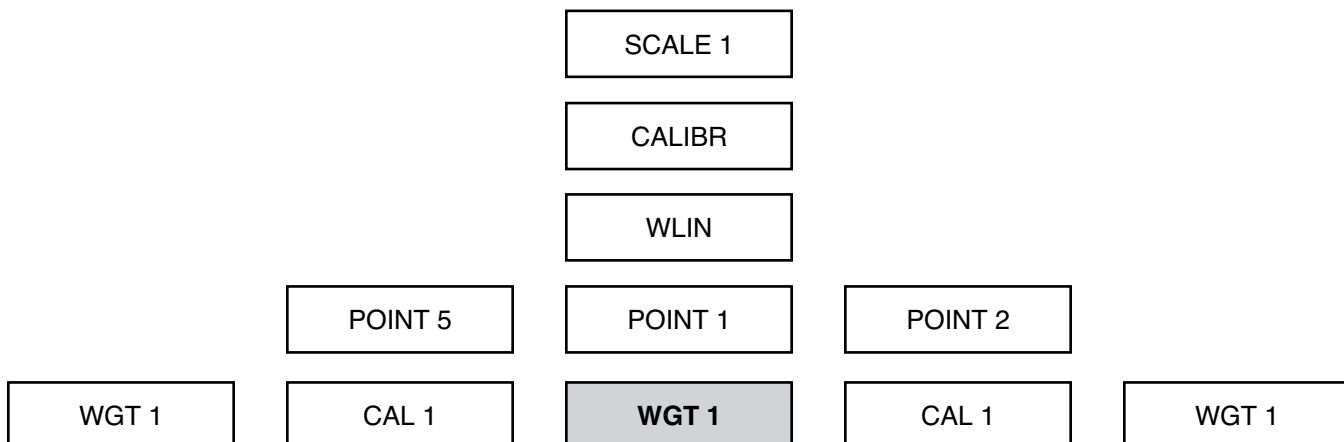 SCALE 1
CALIBR
WLIN
POINT 5 POINT 1 POINT 2
WGT 1 CAL 1 WGT 1 CAL 1 WGT 1